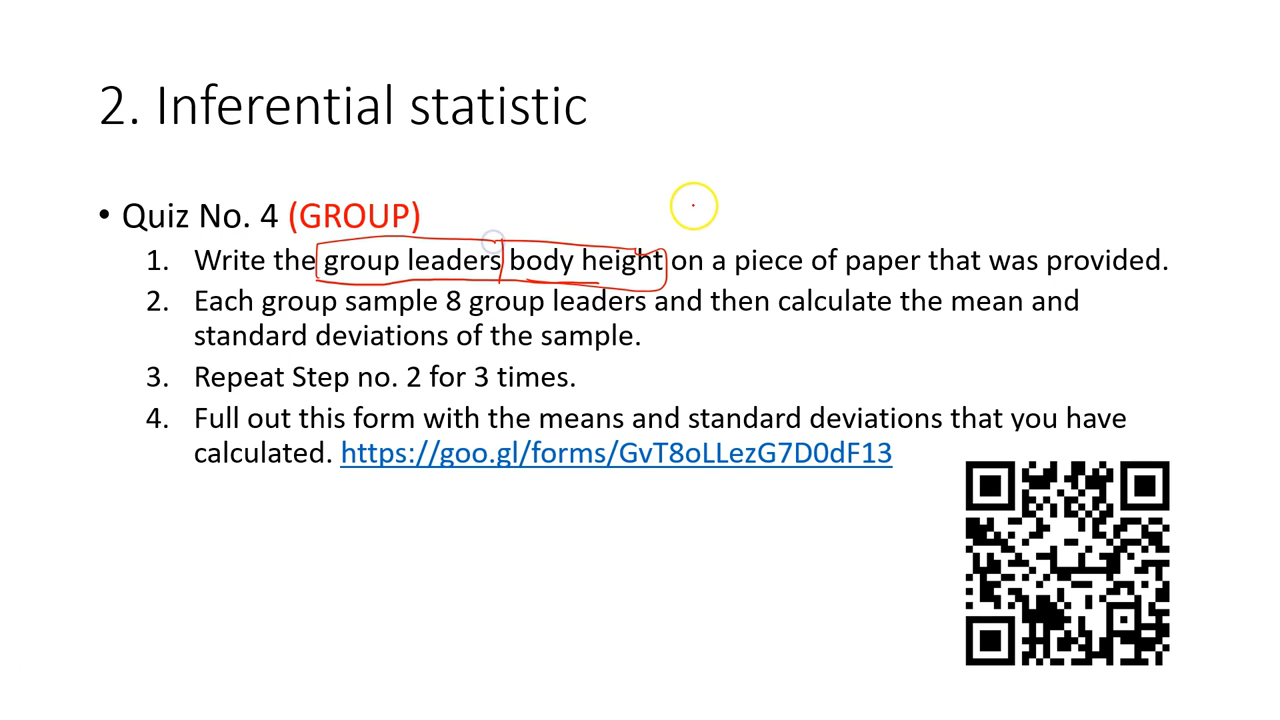 2. Inferential statistic
• Quiz No. 4 (GROUP)
1. Write the group leaders body height on a piece of paper that was provided.
2. Each group sample 8 group leaders and then calculate the mean and
standard deviations of the sample.
3. Repeat Step no. 2 for 3 times.
4. Full out this form with the means and standard deviations that you have
calculated. https://goo.gl/forms/GvT8oLLezG7D0dF13